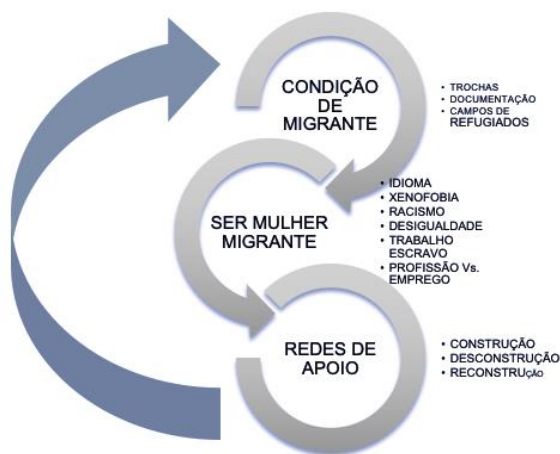 CONDIÇÃO
DE
MIGRANTE
• TROCHAS
• DOCUMENTAÇÃO
• CAMPOS DE
REFUGIADOS
SER MULHER
MIGRANTE
• IDIOMA
• XENOFOBIA
• RACISMO
• DESIGUALDADE
• TRABALHO
ESCRAVO
• PROFISSÃO Vs.
EMPREGO
REDES DE
APOIO
• CONSTRUÇÃO
• DESCONSTRUÇÃO
• RECONSTRUÇÃO